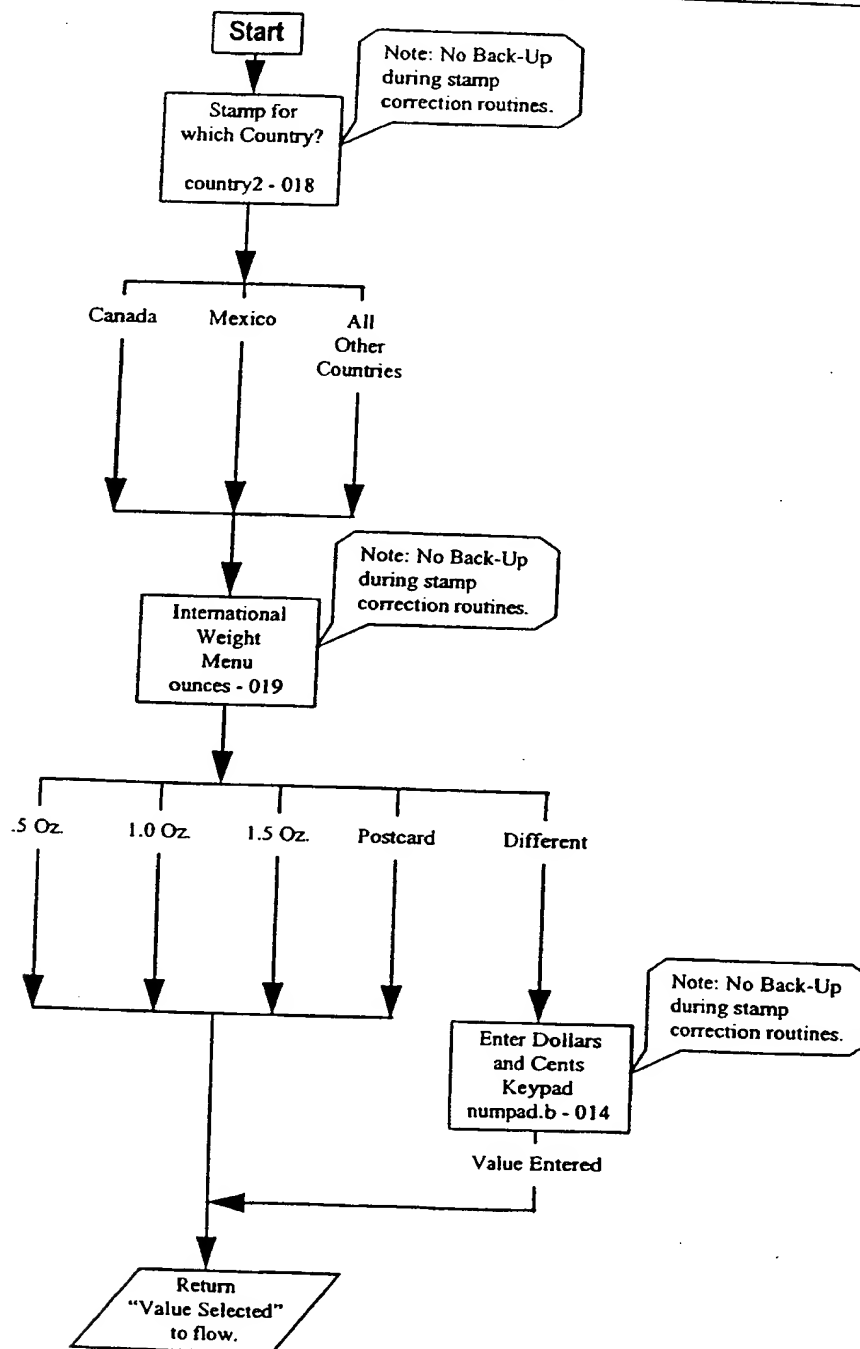 Start
Note: No Back-Up
during stamp
correction routines.
Stamp for
which Country?
country2 - 018
Canada
Mexico
All
Other
Countries
Note: No Back-Up
during stamp
correction routines.
International
Weight
Menu
ounces - 019
.5 Oz.
1.0 Oz.
1.5 Oz.
Postcard
Different
Note: No Back-Up
during stamp
correction routines.
Enter Dollars
and Cents
Keypad
numpad.b - 014
Value Entered
Return
“Value Selected”
to flow.